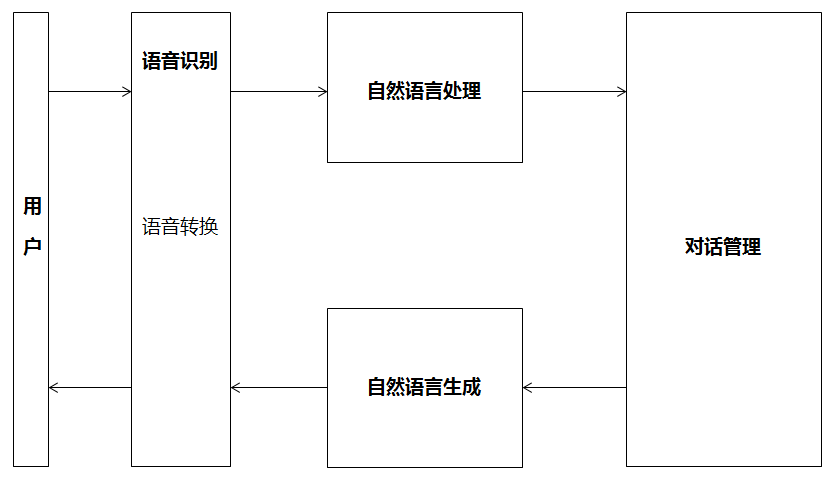 语音识别
自然语言处理
用
户
语音转换
对话管理
自然语言生成